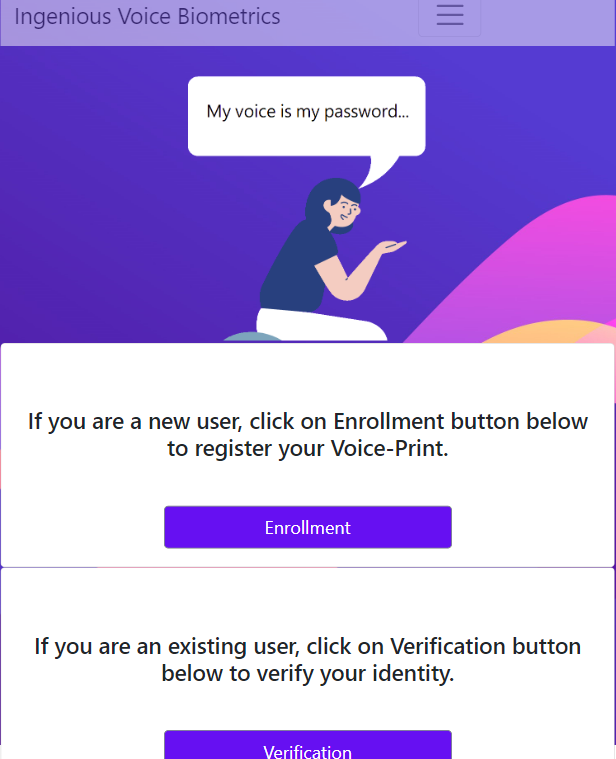 Ingenious Voice Biometrics
My voice is my password...
If you are a new user, click on Enrollment button below
to register your Voice-Print.
Enrollment
If you are an existing user, click on Verification button
below to verify your identity.
Verification